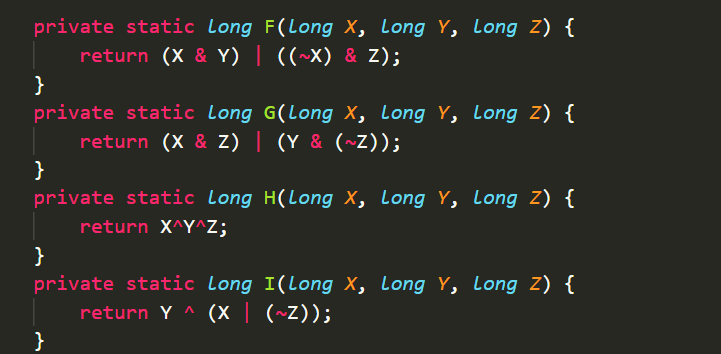 private static long F(long X, long Y, long Z) {
    return (X & Y) | ((~X) & Z);
}
private static long G(long X, long Y, long Z) {
    return (X & Z) | (Y & (~Z));
}
private static long H(long X, long Y, long Z) {
    return X^Y^Z;
}
private static long I(long X, long Y, long Z) {
    return Y ^ (X | (~Z));
}